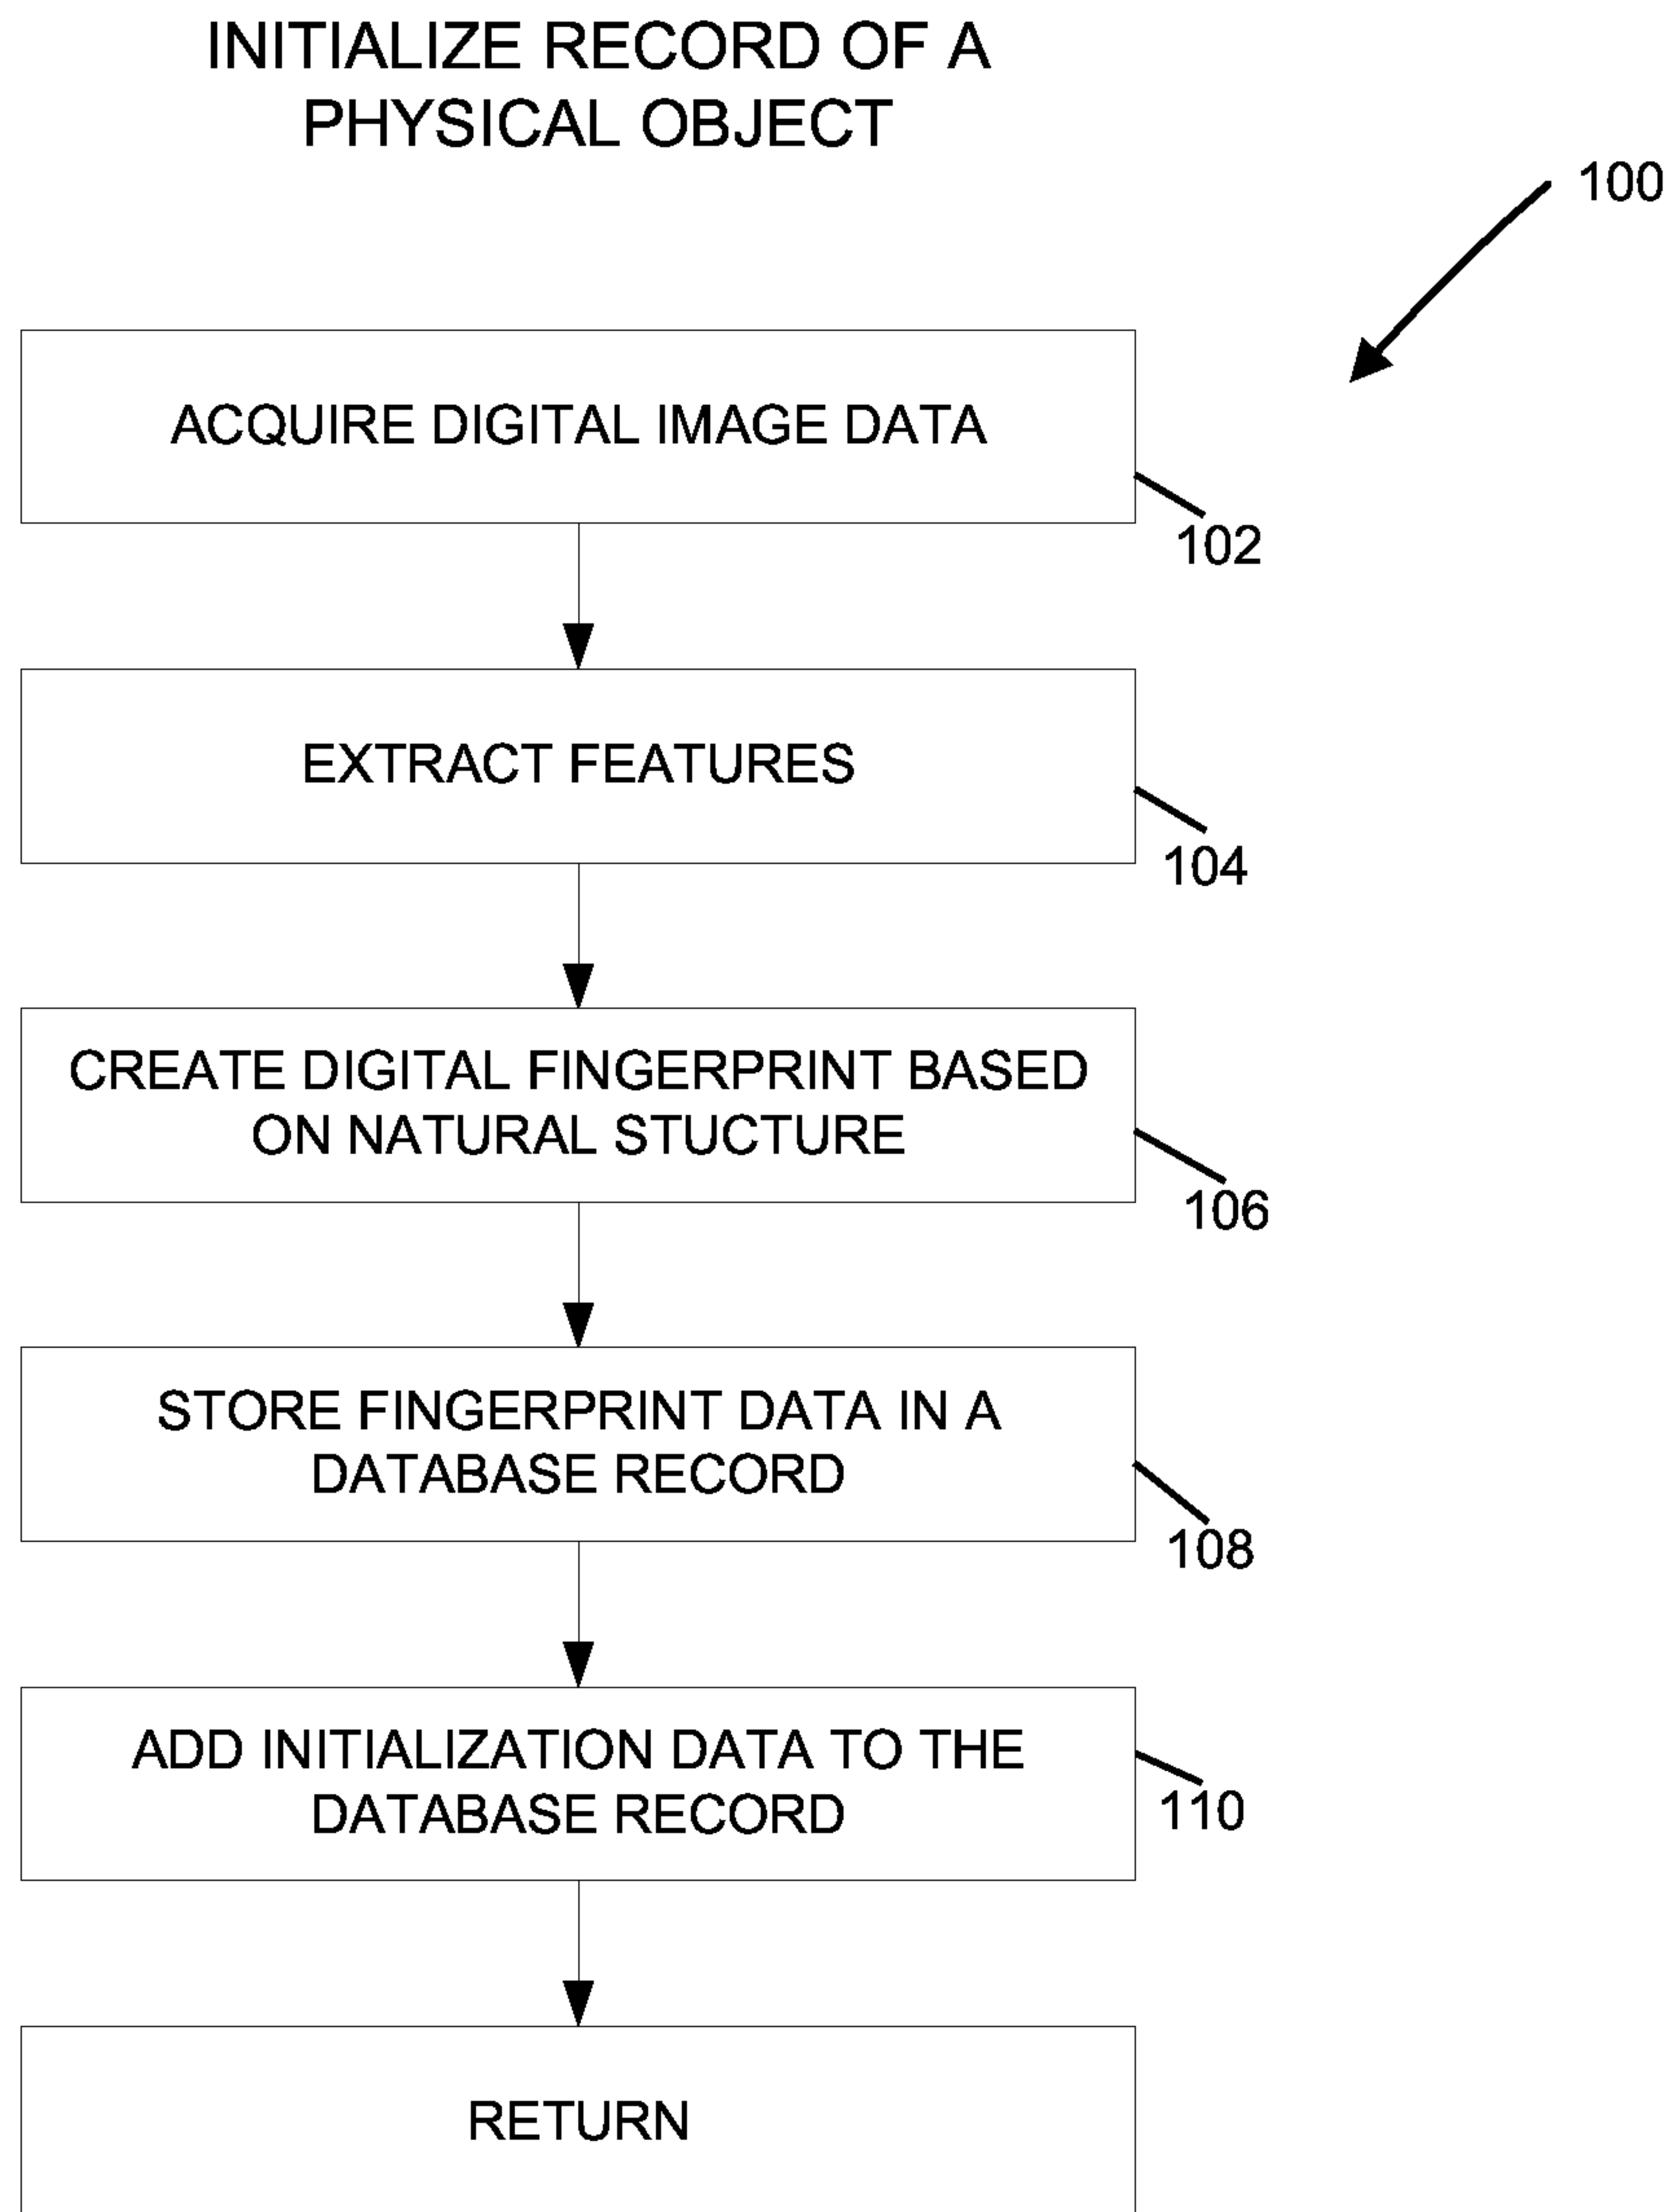 INITIALIZE RECORD OF A
PHYSICAL OBJECT
100
ACQUIRE DIGITAL IMAGE DATA
102
EXTRACT FEATURES
104
CREATE DIGITAL FINGERPRINT BASED
ON NATURAL STUCTURE
106
STORE FINGERPRINT DATA IN A
DATABASE RECORD
108
ADD INITIALIZATION DATA TO THE
DATABASE RECORD
110
RETURN